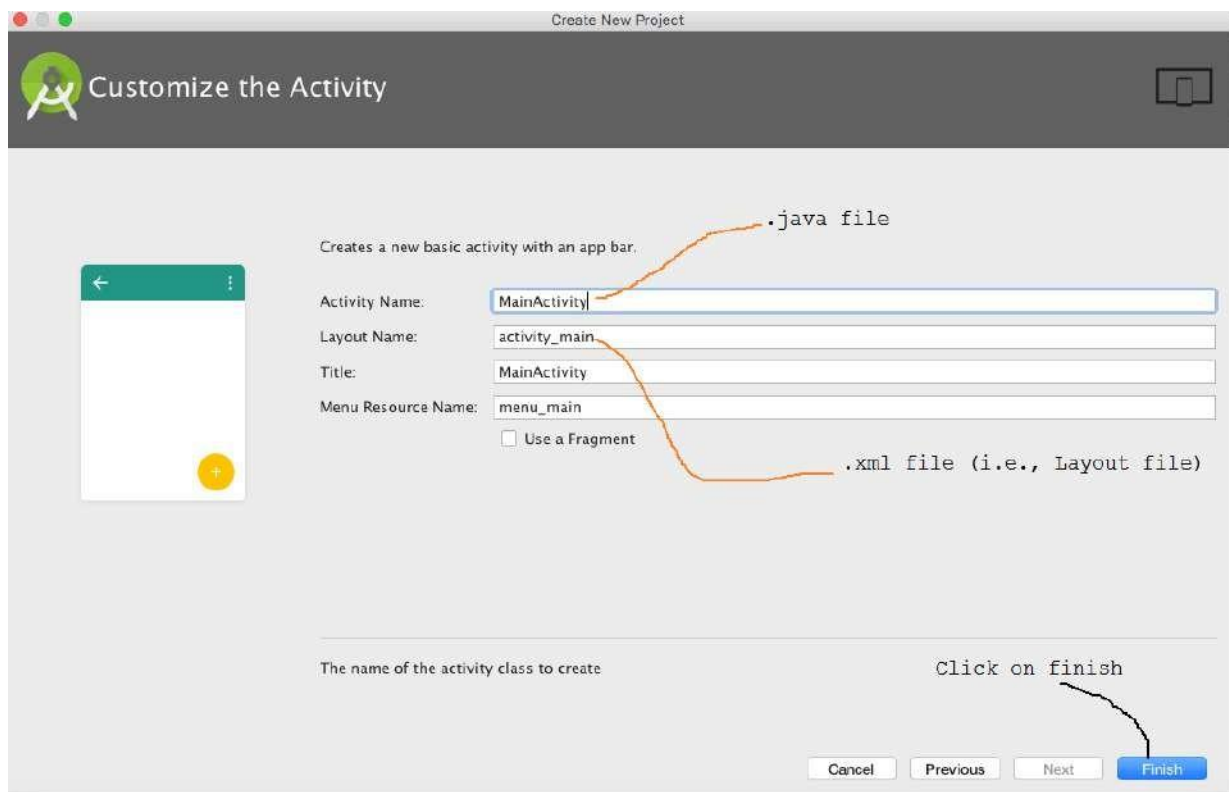 Create New Project
Customize the Activity
.java file
Creates a new basic activity with an app bar.
Activity Name: MainActivity
Layout Name: activity_main
Title: MainActivity
Menu Resource Name: menu_main
Use a Fragment
.xml file (i.e., Layout file)
The name of the activity class to create
Click on finish
Cancel Previous Next Finish